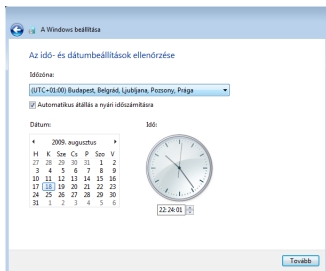 A Windows beállítása
Az idő- és dátumbeállítások ellenőrzése
Időzóna:
(UTC+01:00) Budapest, Belgrád, Ljubljana, Pozsony, Prága
Automatikus átállás a nyári időszámításra
Dátum:
Idő:
2009. augusztus
H K Sze Cs P Szo V
27 28 29 30 31 1 2
3 4 5 6 7 8 9
10 11 12 13 14 15 16
17 18 19 20 21 22 23
24 25 26 27 28 29 30
31 1 2 3 4 5 6
22:24:01
Tovább